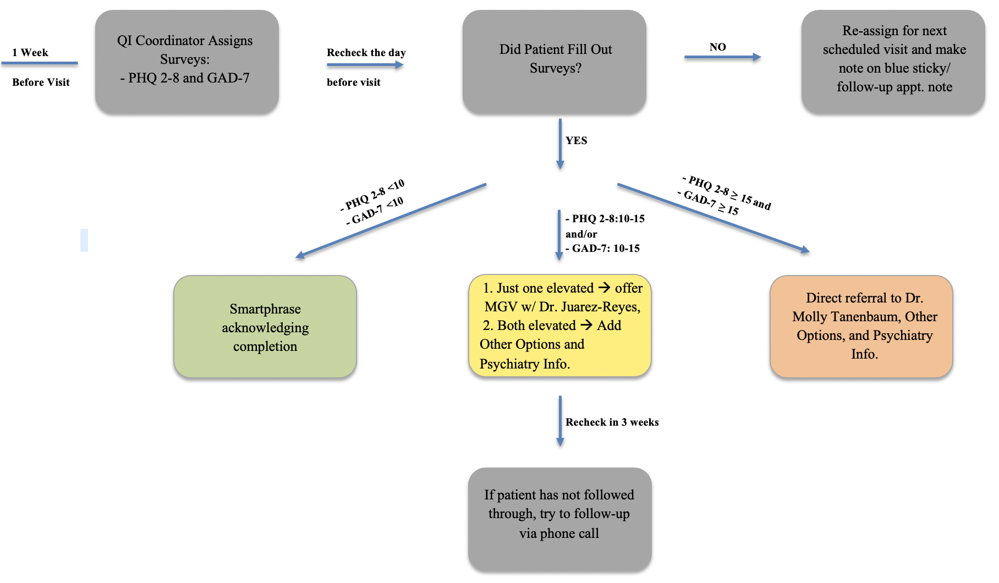 1 Week
Before Visit
QI Coordinator Assigns
Surveys:
- PHQ 2-8 and GAD-7
Recheck the day
before visit
Did Patient Fill Out
Surveys?
NO
Re-assign for next
scheduled visit and make
note on blue sticky/
follow-up appt. note
YES
- PHQ 2-8 <10
- GAD-7 <10
- PHQ 2-8:10-15
and/or
- GAD-7: 10-15
- PHQ 2-8 ≥ 15 and
- GAD-7 ≥ 15
Smartphrase
acknowledging
completion
1. Just one elevated → offer
MGV w/ Dr. Juarez-Reyes,
2. Both elevated → Add
Other Options and
Psychiatry Info.
Direct referral to Dr.
Molly Tanenbaum, Other
Options, and Psychiatry
Info.
Recheck in 3 weeks
If patient has not followed
through, try to follow-up
via phone call